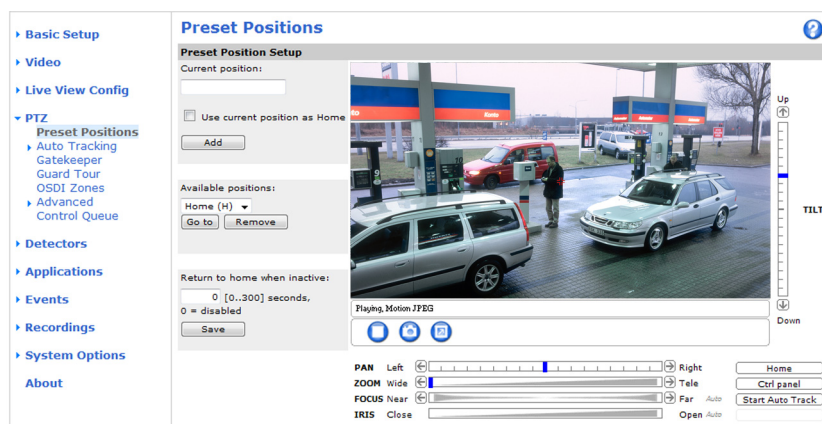 Preset Positions
Basic Setup
Video
Live View Config
PTZ
Preset Positions
Auto Tracking
Gatekeeper
Guard Tour
OSDI Zones
Advanced
Control Queue
Detectors
Applications
Events
Recordings
System Options
About
Preset Position Setup
Current position:
Use current position as Home
Add
Available positions:
Home (H)
Go to Remove
Return to home when inactive:
0 [0..300] seconds,
0 = disabled
Save
9
10
Up
TILT
Down
Playing, Motion JPEG
PAN Left Right Home
ZOOM Wide Tele Ctrl panel
FOCUS Near Far Auto Start Auto Track
IRIS Close Open Auto